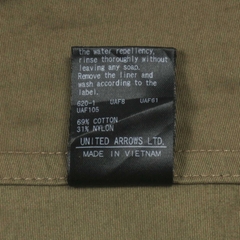 the water repellency,
rinse thoroughly without
leaving any soap.
Remove the liner and
wash according to the
label.
620-1 UAF8 UAF61
UAF105
69% COTTON
31% NYLON
UNITED ARROWS LTD.
MADE IN VIETNAM